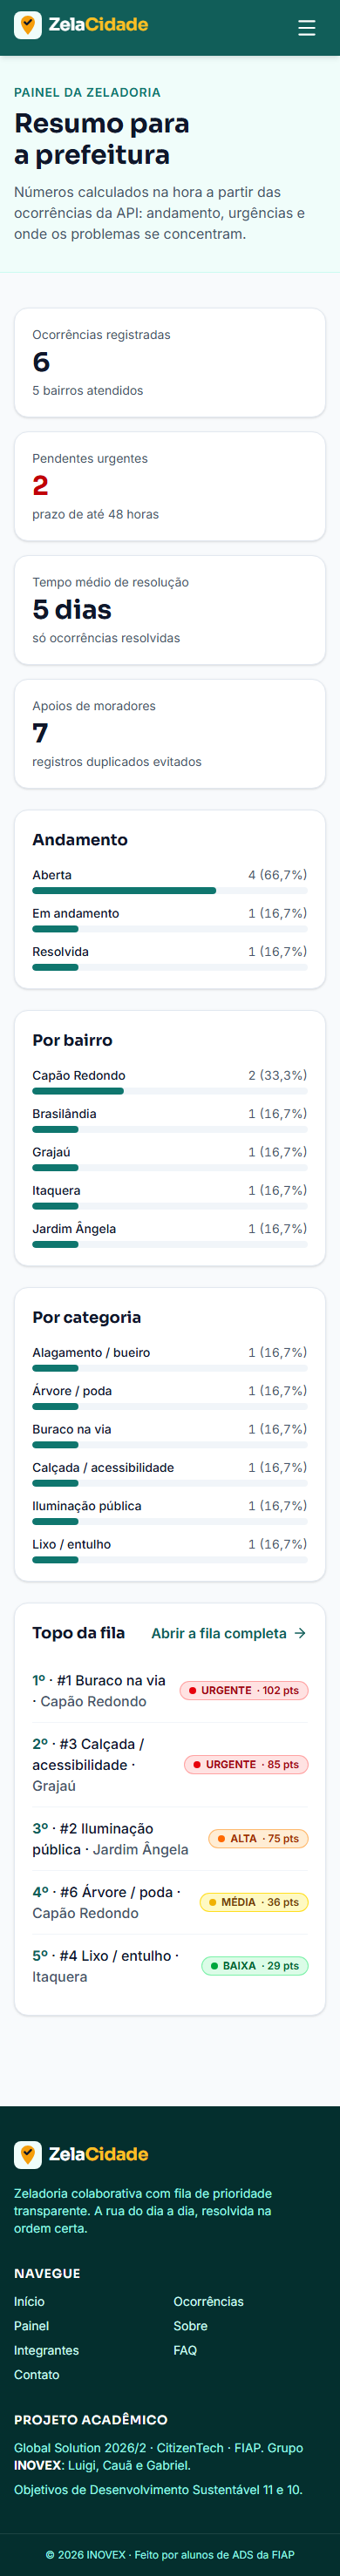 ZelaCidade
PAINEL DA ZELADORIA
Resumo para
a prefeitura
Números calculados na hora a partir das
ocorrências da API: andamento, urgências e
onde os problemas se concentram.
Ocorrências registradas
6
5 bairros atendidos
Pendentes urgentes
2
prazo de até 48 horas
Tempo médio de resolução
5 dias
só ocorrências resolvidas
Apoios de moradores
7
registros duplicados evitados
Andamento
Aberta 4 (66,7%)
Em andamento 1 (16,7%)
Resolvida 1 (16,7%)
Por bairro
Capão Redondo 2 (33,3%)
Brasilândia 1 (16,7%)
Grajaú 1 (16,7%)
Itaquera 1 (16,7%)
Jardim Ângela 1 (16,7%)
Por categoria
Alagamento / bueiro 1 (16,7%)
Árvore / poda 1 (16,7%)
Buraco na via 1 (16,7%)
Calçada / acessibilidade 1 (16,7%)
Iluminação pública 1 (16,7%)
Lixo / entulho 1 (16,7%)
Topo da fila Abrir a fila completa →
1º · #1 Buraco na via
· Capão Redondo
URGENTE · 102 pts
2º · #3 Calçada /
acessibilidade ·
Grajaú
URGENTE · 85 pts
3º · #2 Iluminação
pública · Jardim Ângela
ALTA · 75 pts
4º · #6 Árvore / poda ·
Capão Redondo
MÉDIA · 36 pts
5º · #4 Lixo / entulho ·
Itaquera
BAIXA · 29 pts
ZelaCidade
Zeladoria colaborativa com fila de prioridade
transparente. A rua do dia a dia, resolvida na
ordem certa.
NAVEGUE
Início Ocorrências
Painel Sobre
Integrantes FAQ
Contato
PROJETO ACADÊMICO
Global Solution 2026/2 · CitizenTech · FIAP. Grupo
INOVEX: Luigi, Cauã e Gabriel.
Objetivos de Desenvolvimento Sustentável 11 e 10.
© 2026 INOVEX · Feito por alunos de ADS da FIAP